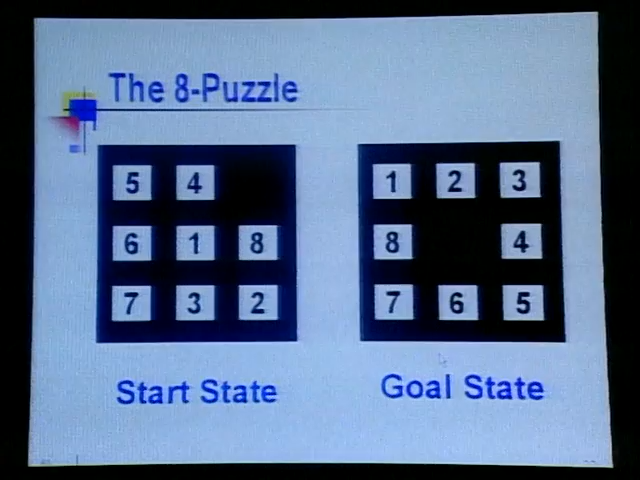 The 8-Puzzle
5 4
6 1 8
7 3 2
1 2 3
8 4
7 6 5
Start State
Goal State